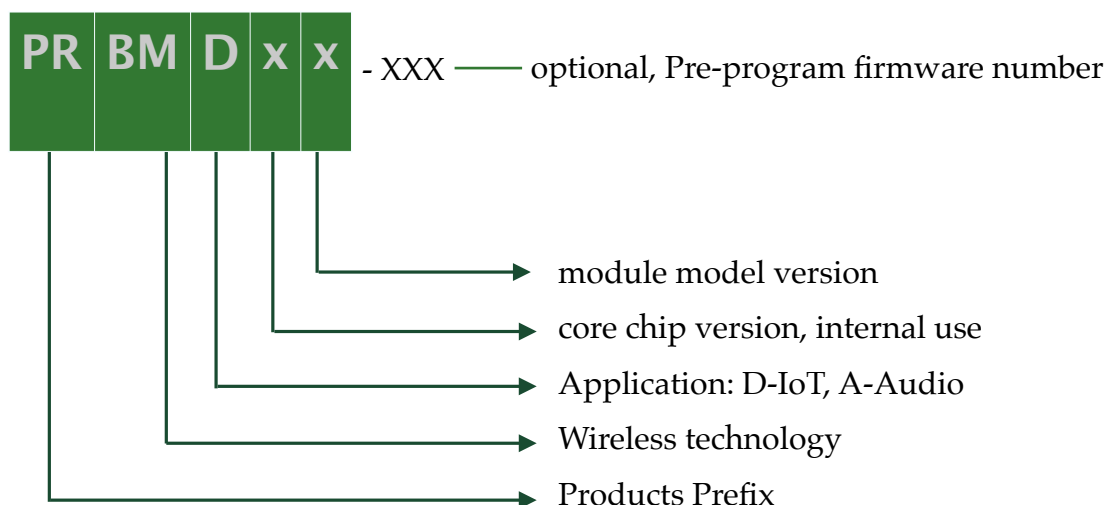 PR BM D x x - XXX optional, Pre-program firmware number
module model version
core chip version, internal use
Application: D-IoT, A-Audio
Wireless technology
Products Prefix